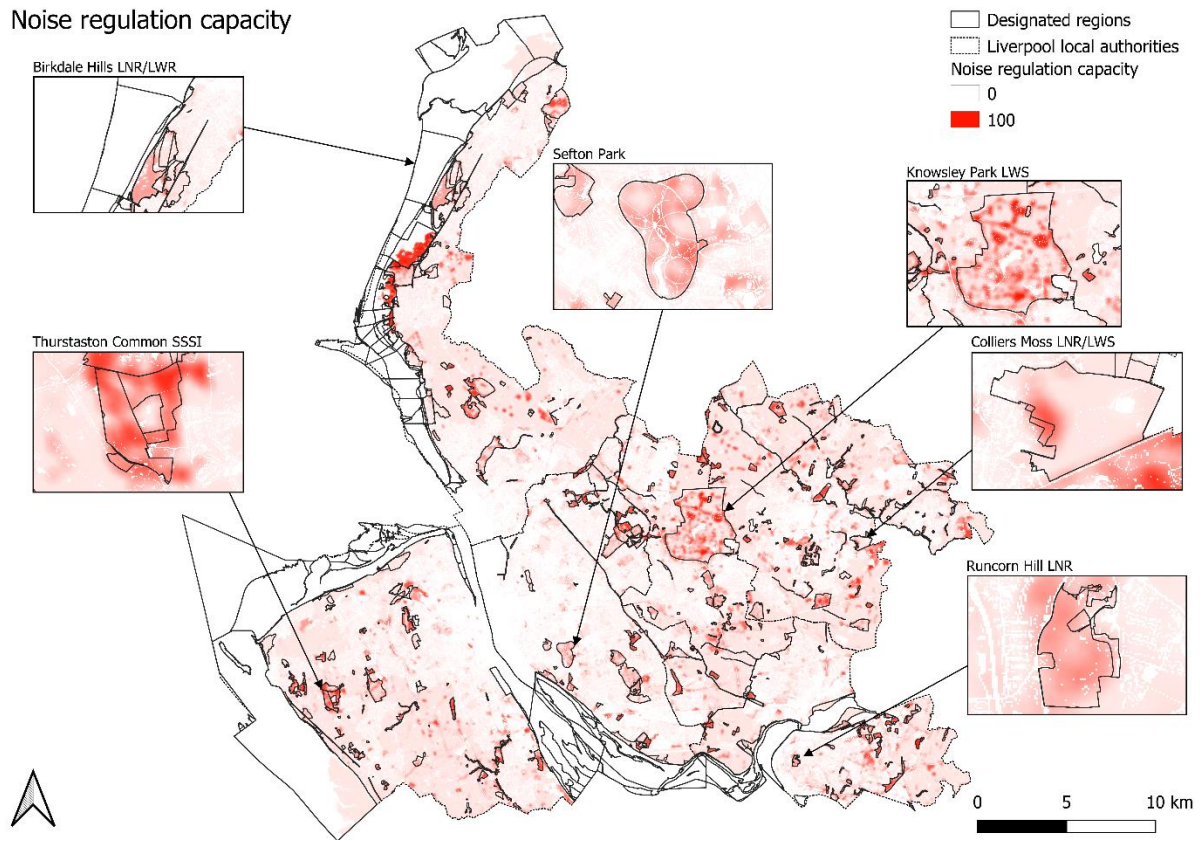 Noise regulation capacity
Designated regions
Liverpool local authorities
Noise regulation capacity
0
100
Birkdale Hills LNR/LWR
Sefton Park
Knowsley Park LWS
Thurstaston Common SSSI
Colliers Moss LNR/LWS
Runcorn Hill LNR
0 5 10 km